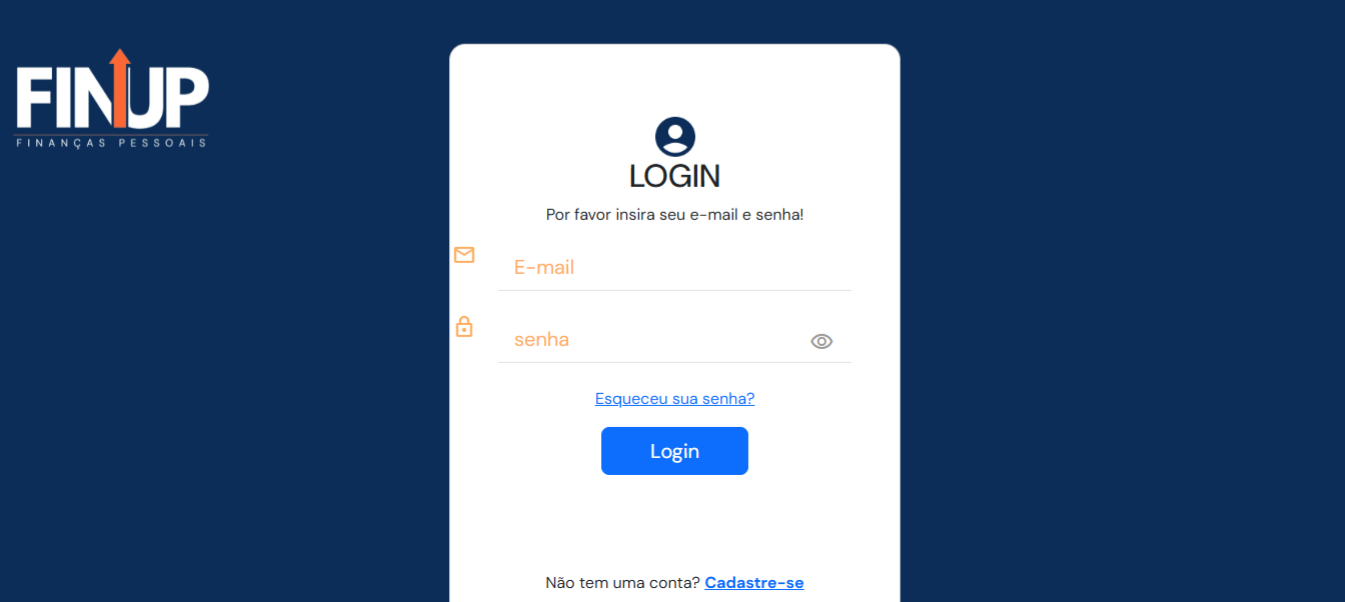 FINUP
FINANÇAS PESSOAIS
LOGIN
Por favor insira seu e-mail e senha!
E-mail
senha
Esqueceu sua senha?
Login
Não tem uma conta? Cadastre-se